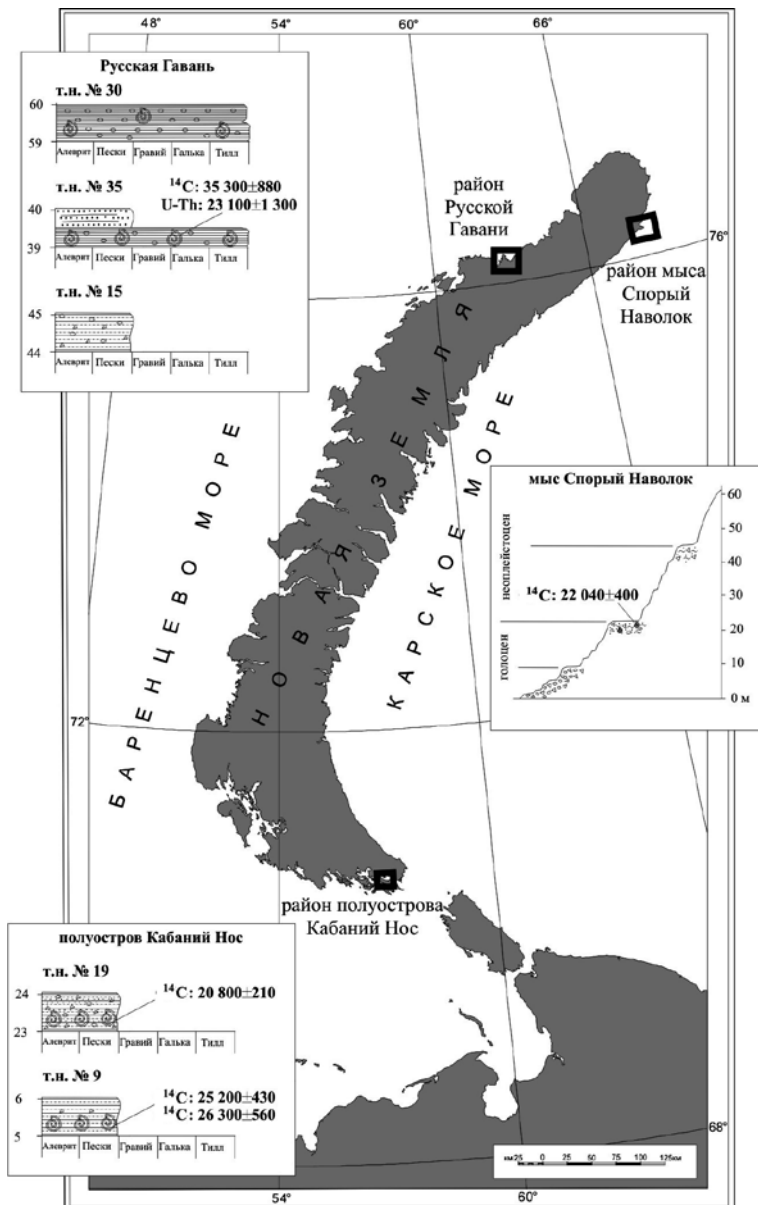 48°
54°
60°
66°
Русская Гавань
т.н. № 30
60
59
Алеврит Пески Гравий Галька Тилл
т.н. № 35
¹⁴C: 35 300±880
U-Th: 23 100±1 300
40
39
Алеврит Пески Гравий Галька Тилл
т.н. № 15
45
44
Алеврит Пески Гравий Галька Тилл
район
Русской
Гавани
76°
район мыса
Спорый
Наволок
НОВАЯ ЗЕМЛЯ
БАРЕНЦЕВО МОРЕ
КАРСКОЕ МОРЕ
мыс Спорый Наволок
60
50
40
30
20
10
0 м
неоплейстоцен
голоцен
¹⁴C: 22 040±400
72°
район полуострова
Кабаний Нос
полуостров Кабаний Нос
т.н. № 19
24
23
¹⁴C: 20 800±210
Алеврит Пески Гравий Галька Тилл
т.н. № 9
6
5
¹⁴C: 25 200±430
¹⁴C: 26 300±560
Алеврит Пески Гравий Галька Тилл
68°
км25 0 25 50 75 100 125км
54°
60°